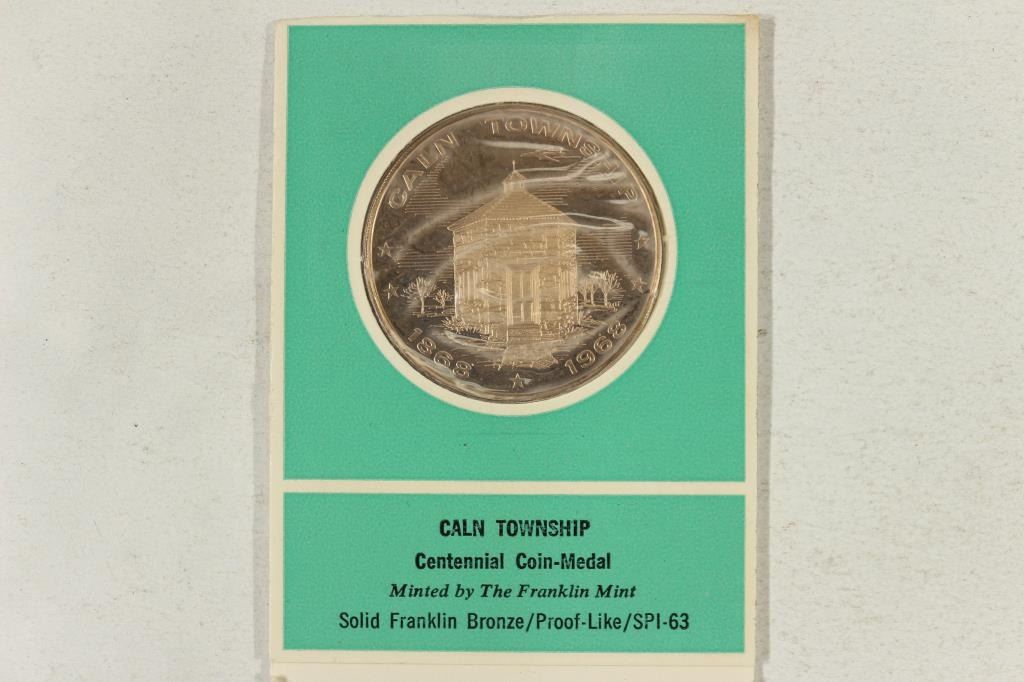 CALN TOWNSHIP
1868 1968
CALN TOWNSHIP
Centennial Coin-Medal
Minted by The Franklin Mint
Solid Franklin Bronze/Proof-Like/SPI-63